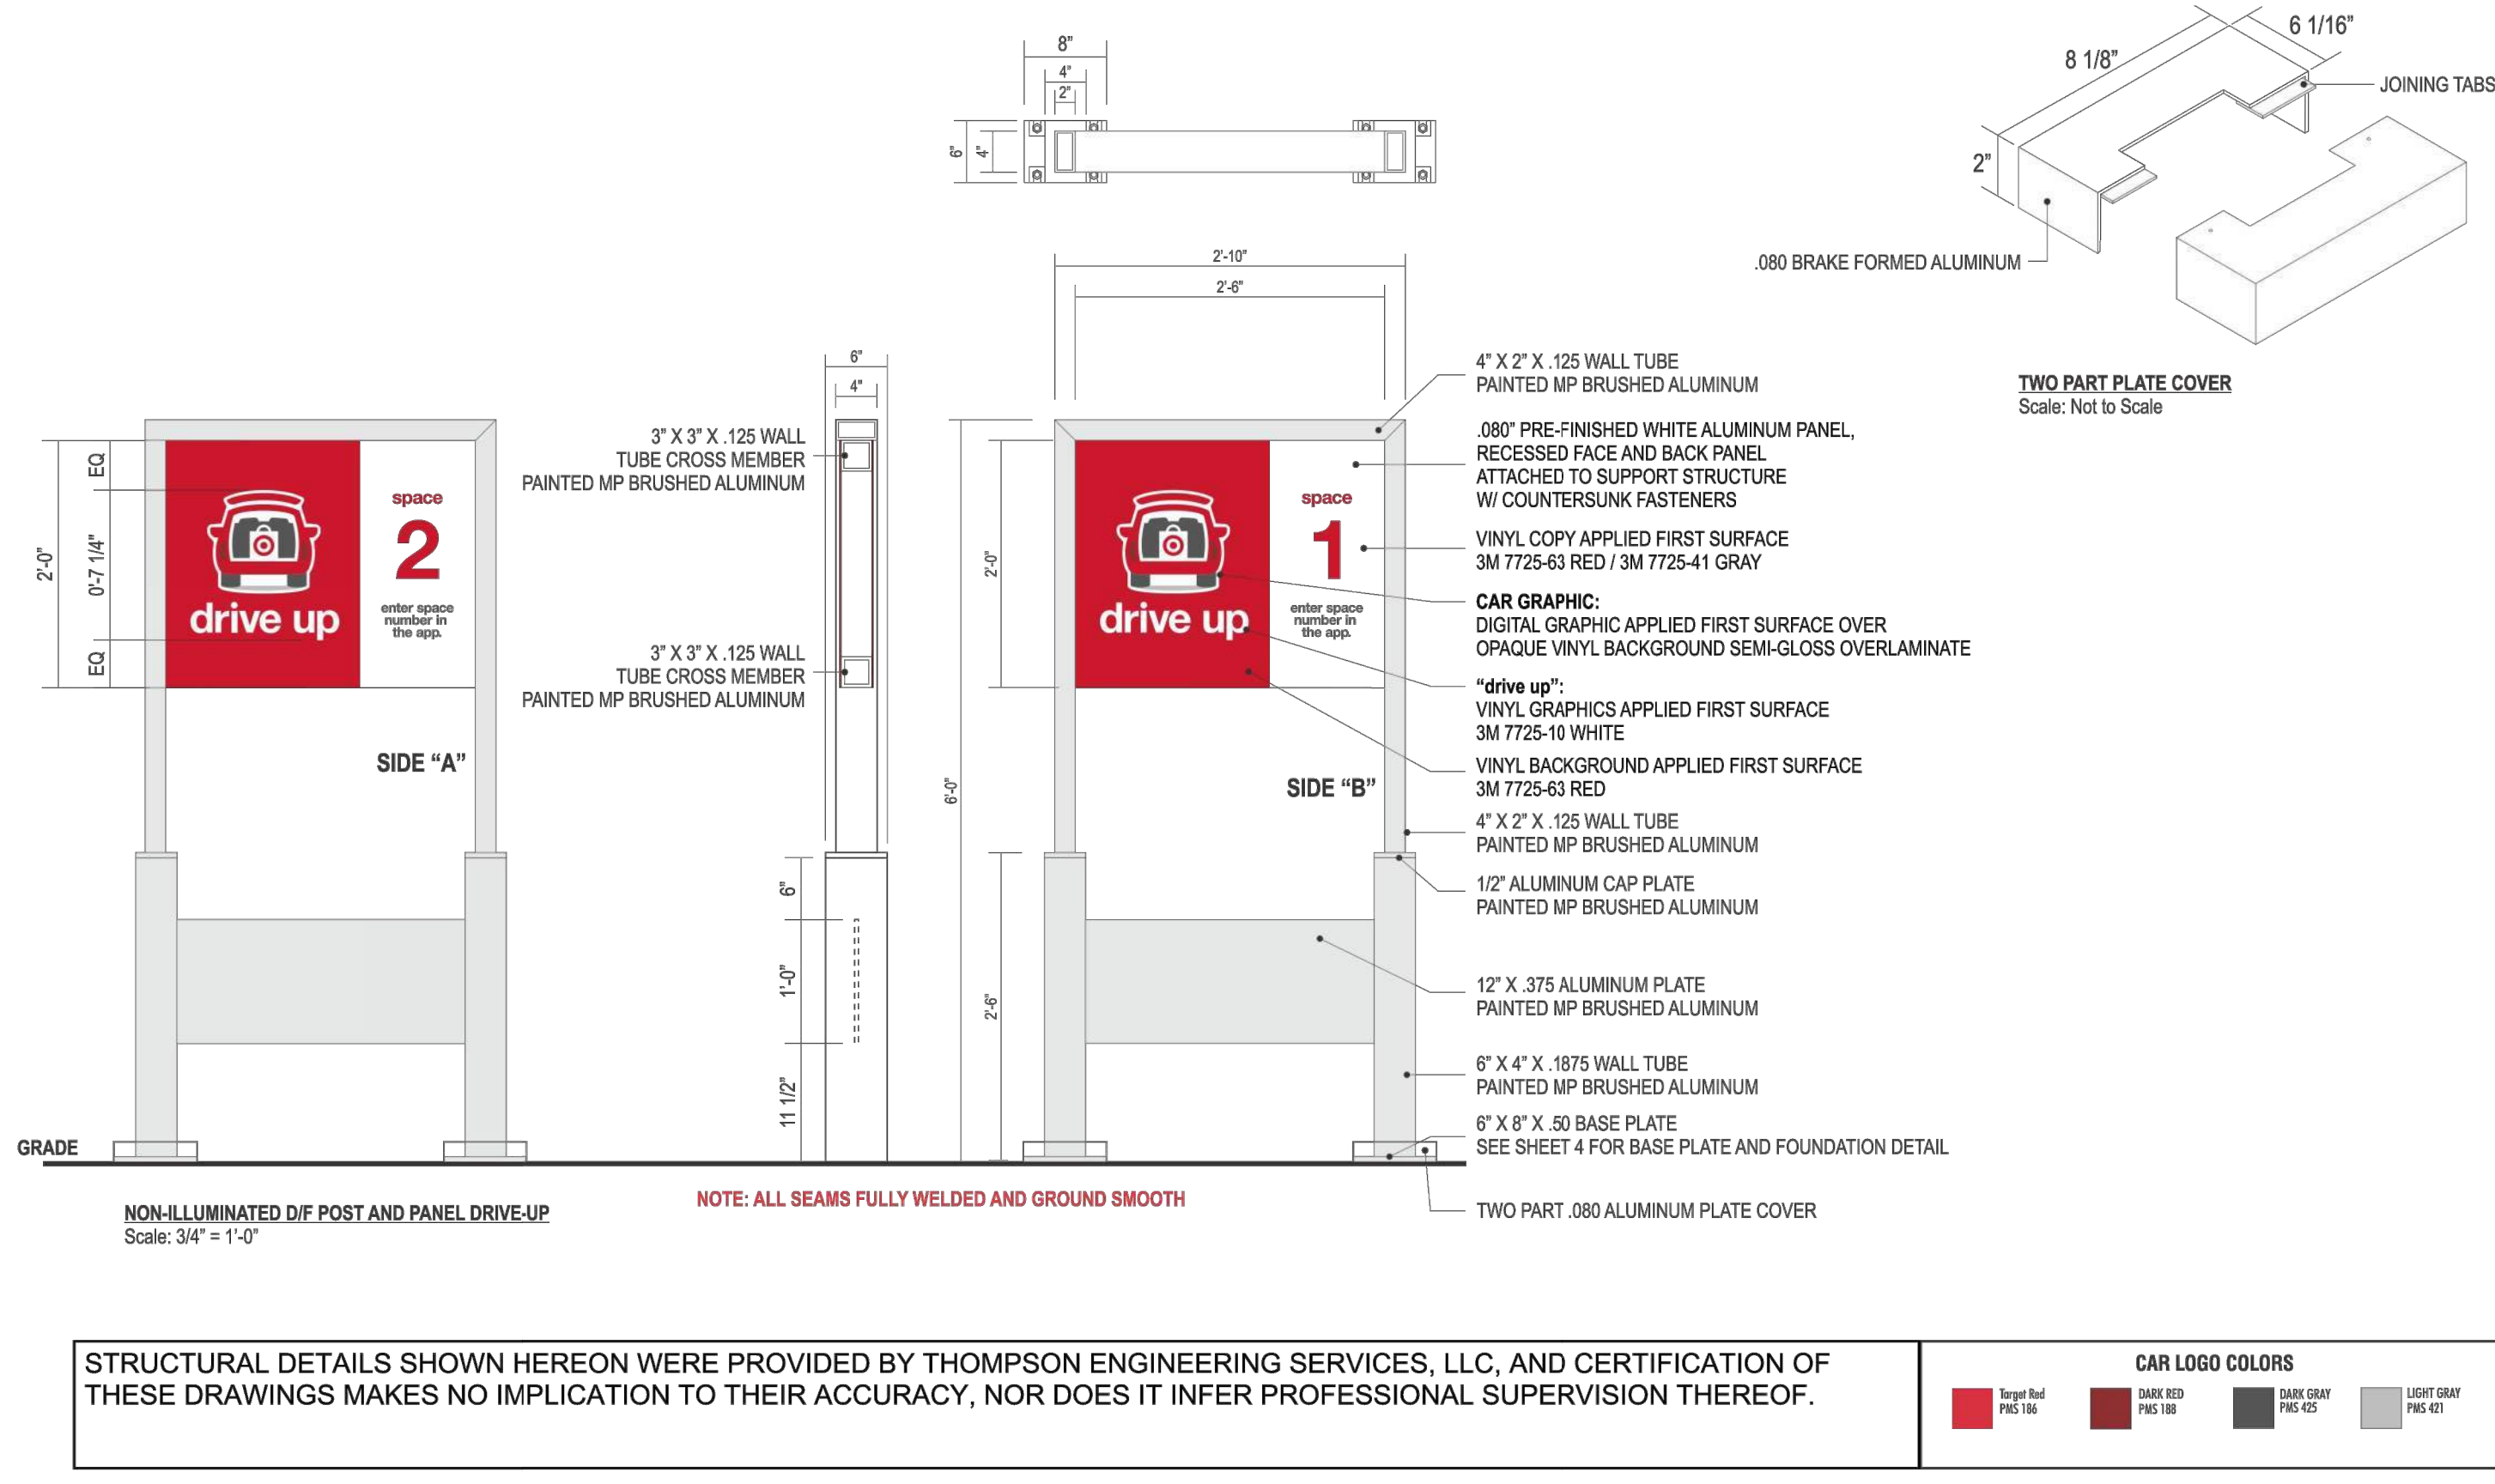 8”
4”
2”
6”
4”
6 1/16”
8 1/8”
2”
JOINING TABS
.080 BRAKE FORMED ALUMINUM
TWO PART PLATE COVER
Scale: Not to Scale
2’-0”
EQ
0’-7 1/4”
EQ
drive up
space
2
enter space
number in
the app.
SIDE “A”
GRADE
NON-ILLUMINATED D/F POST AND PANEL DRIVE-UP
Scale: 3/4” = 1’-0”
6”
4”
3” X 3” X .125 WALL
TUBE CROSS MEMBER
PAINTED MP BRUSHED ALUMINUM
3” X 3” X .125 WALL
TUBE CROSS MEMBER
PAINTED MP BRUSHED ALUMINUM
6”
1’-0”
11 1/2”
NOTE: ALL SEAMS FULLY WELDED AND GROUND SMOOTH
2’-10”
2’-6”
2’-0”
6’-0”
2’-6”
drive up
space
1
enter space
number in
the app.
SIDE “B”
4” X 2” X .125 WALL TUBE
PAINTED MP BRUSHED ALUMINUM
.080” PRE-FINISHED WHITE ALUMINUM PANEL,
RECESSED FACE AND BACK PANEL
ATTACHED TO SUPPORT STRUCTURE
W/ COUNTERSUNK FASTENERS
VINYL COPY APPLIED FIRST SURFACE
3M 7725-63 RED / 3M 7725-41 GRAY
CAR GRAPHIC:
DIGITAL GRAPHIC APPLIED FIRST SURFACE OVER
OPAQUE VINYL BACKGROUND SEMI-GLOSS OVERLAMINATE
“drive up”:
VINYL GRAPHICS APPLIED FIRST SURFACE
3M 7725-10 WHITE
VINYL BACKGROUND APPLIED FIRST SURFACE
3M 7725-63 RED
4” X 2” X .125 WALL TUBE
PAINTED MP BRUSHED ALUMINUM
1/2” ALUMINUM CAP PLATE
PAINTED MP BRUSHED ALUMINUM
12” X .375 ALUMINUM PLATE
PAINTED MP BRUSHED ALUMINUM
6” X 4” X .1875 WALL TUBE
PAINTED MP BRUSHED ALUMINUM
6” X 8” X .50 BASE PLATE
SEE SHEET 4 FOR BASE PLATE AND FOUNDATION DETAIL
TWO PART .080 ALUMINUM PLATE COVER
STRUCTURAL DETAILS SHOWN HEREON WERE PROVIDED BY THOMPSON ENGINEERING SERVICES, LLC, AND CERTIFICATION OF
THESE DRAWINGS MAKES NO IMPLICATION TO THEIR ACCURACY, NOR DOES IT INFER PROFESSIONAL SUPERVISION THEREOF.
CAR LOGO COLORS
Target Red
PMS 186
DARK RED
PMS 188
DARK GRAY
PMS 425
LIGHT GRAY
PMS 421